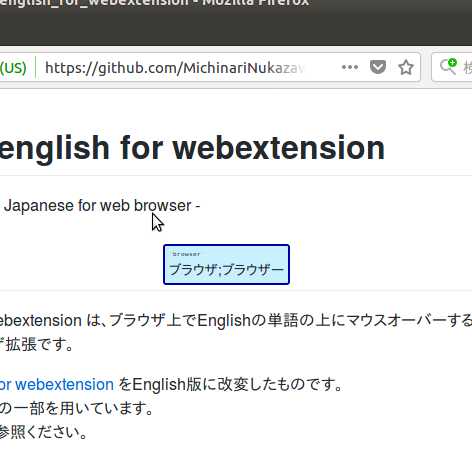 english_for_webextension - Mozilla Firefox
(US) https://github.com/MichinariNukazaw
english for webextension
Japanese for web browser -
"browser"
ブラウザ;ブラウザー
ebextension は、ブラウザ上でEnglishの単語の上にマウスオーバーする
ザ拡張です。
or webextension をEnglish版に改変したものです。
の一部を用いています。
参照ください。